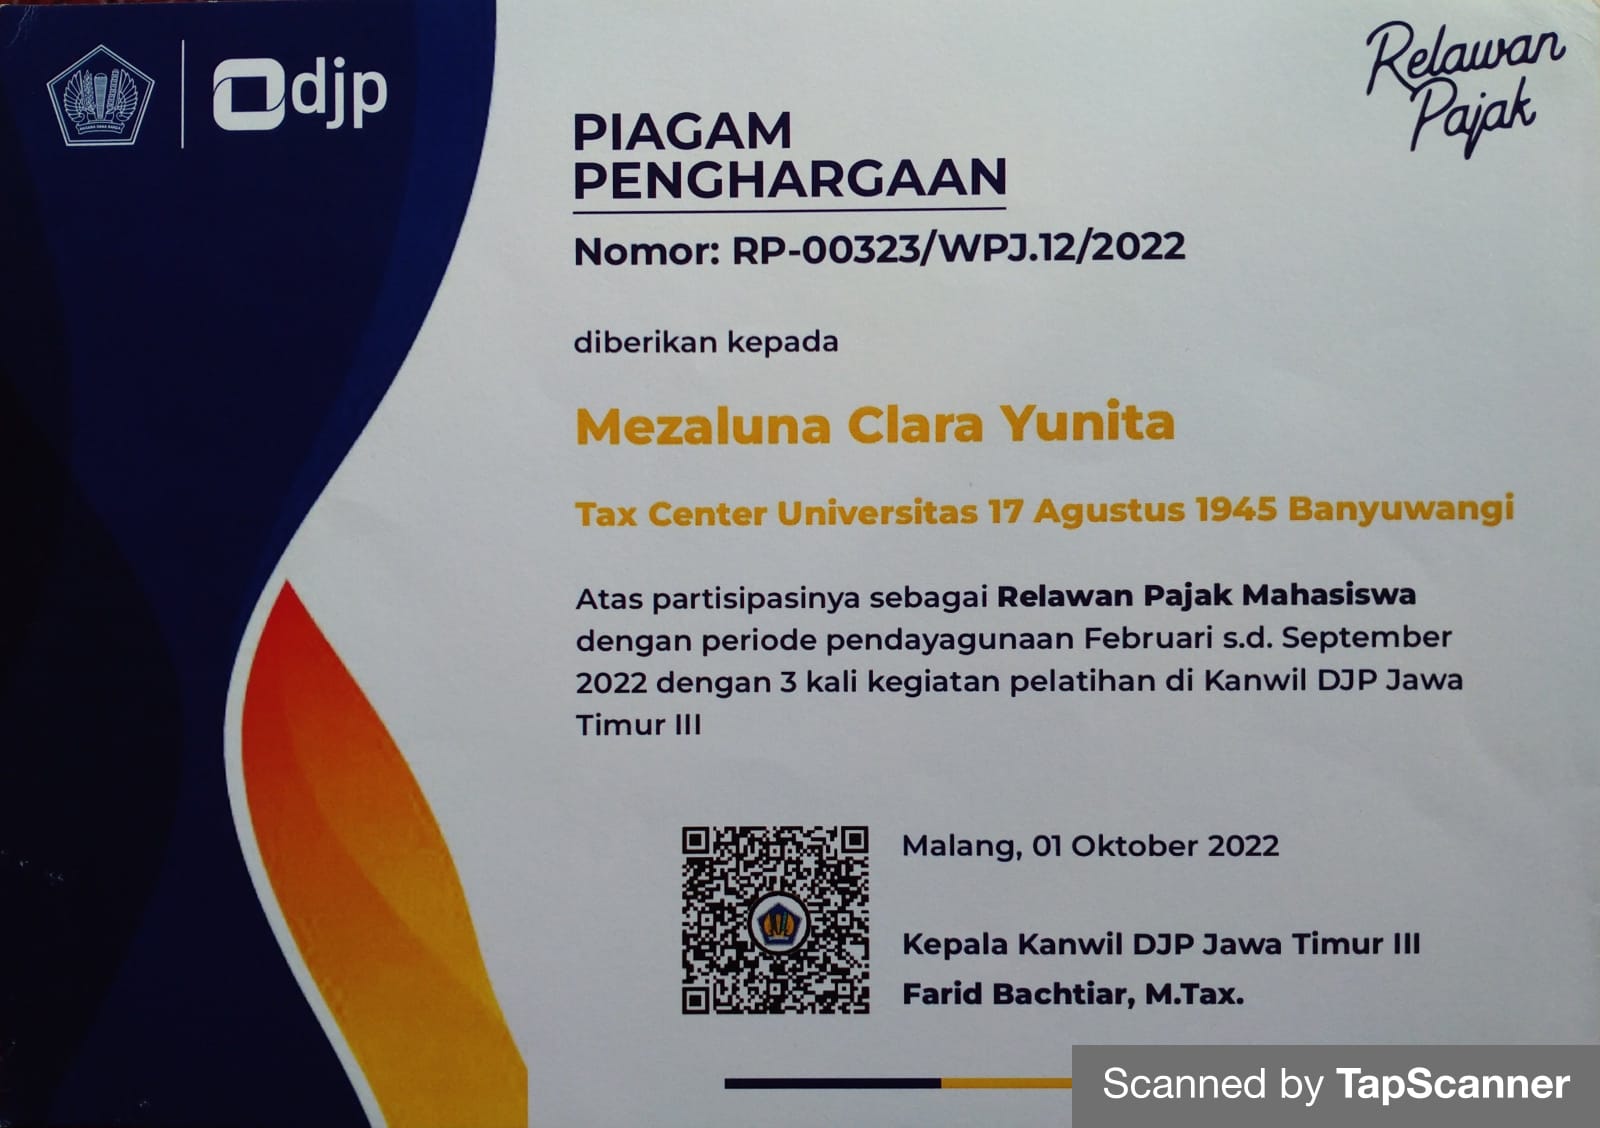 djp
Relawan
Pajak
PIAGAM
PENGHARGAAN
Nomor: RP-00323/WPJ.12/2022
diberikan kepada
Mezaluna Clara Yunita
Tax Center Universitas 17 Agustus 1945 Banyuwangi
Atas partisipasinya sebagai Relawan Pajak Mahasiswa
dengan periode pendayagunaan Februari s.d. September
2022 dengan 3 kali kegiatan pelatihan di Kanwil DJP Jawa
Timur III
Malang, 01 Oktober 2022
Kepala Kanwil DJP Jawa Timur III
Farid Bachtiar, M.Tax.
Scanned by TapScanner